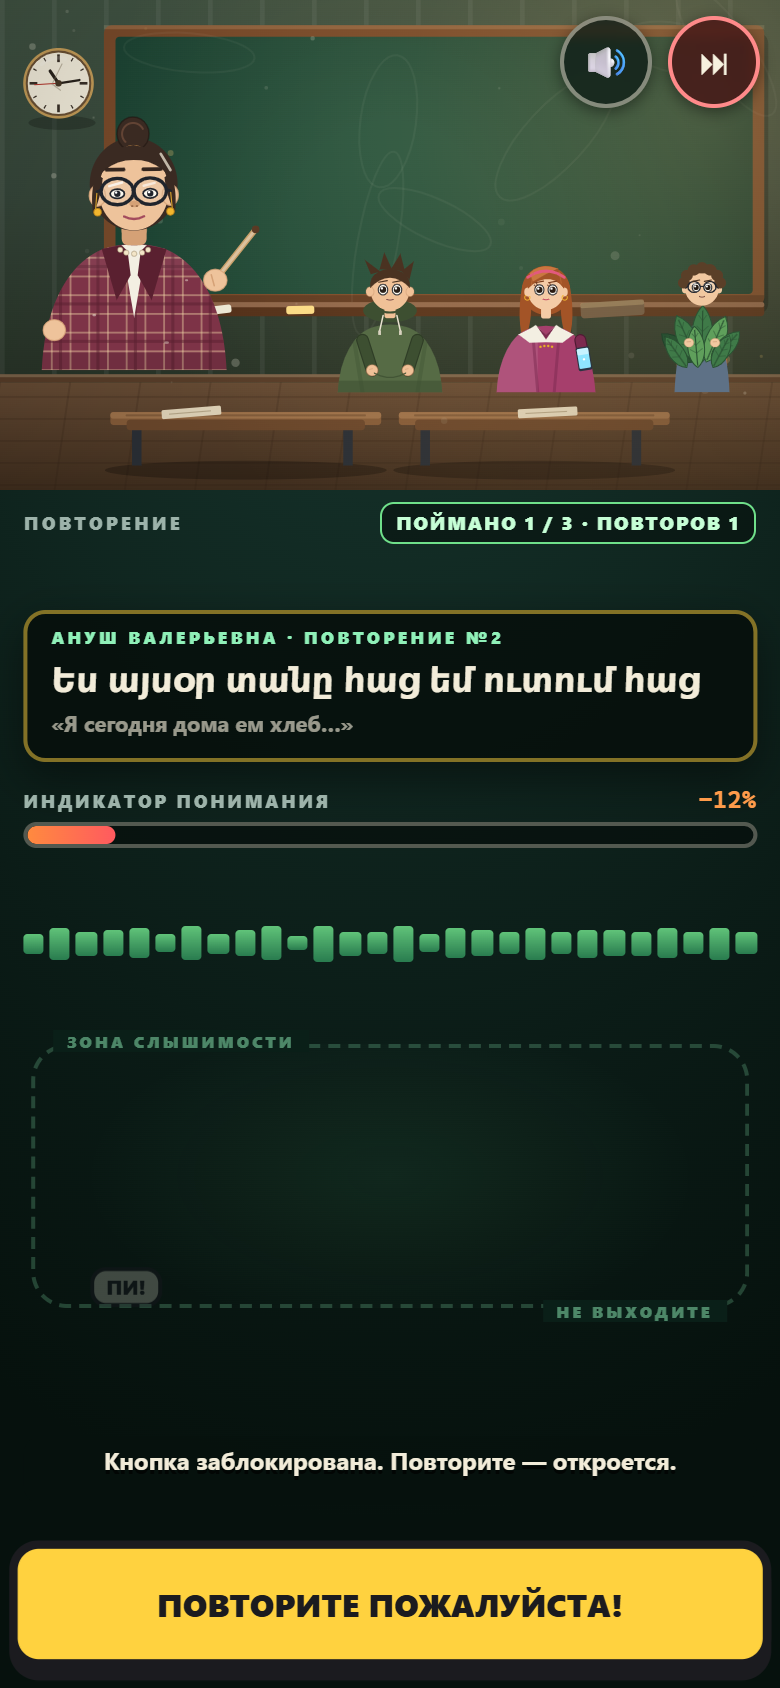 ПОВТОРЕНИЕ
ПОЙМАНО 1 / 3 · ПОВТОРОВ 1
АНУШ ВАЛЕРЬЕВНА · ПОВТОРЕНИЕ №2
Ես այսօր տանը հաց եմ ուտում հաց
«Я сегодня дома ем хлеб...»
ИНДИКАТОР ПОНИМАНИЯ
−12%
ЗОНА СЛЫШИМОСТИ
ПИ!
НЕ ВЫХОДИТЕ
Кнопка заблокирована. Повторите — откроется.
ПОВТОРИТЕ ПОЖАЛУЙСТА!